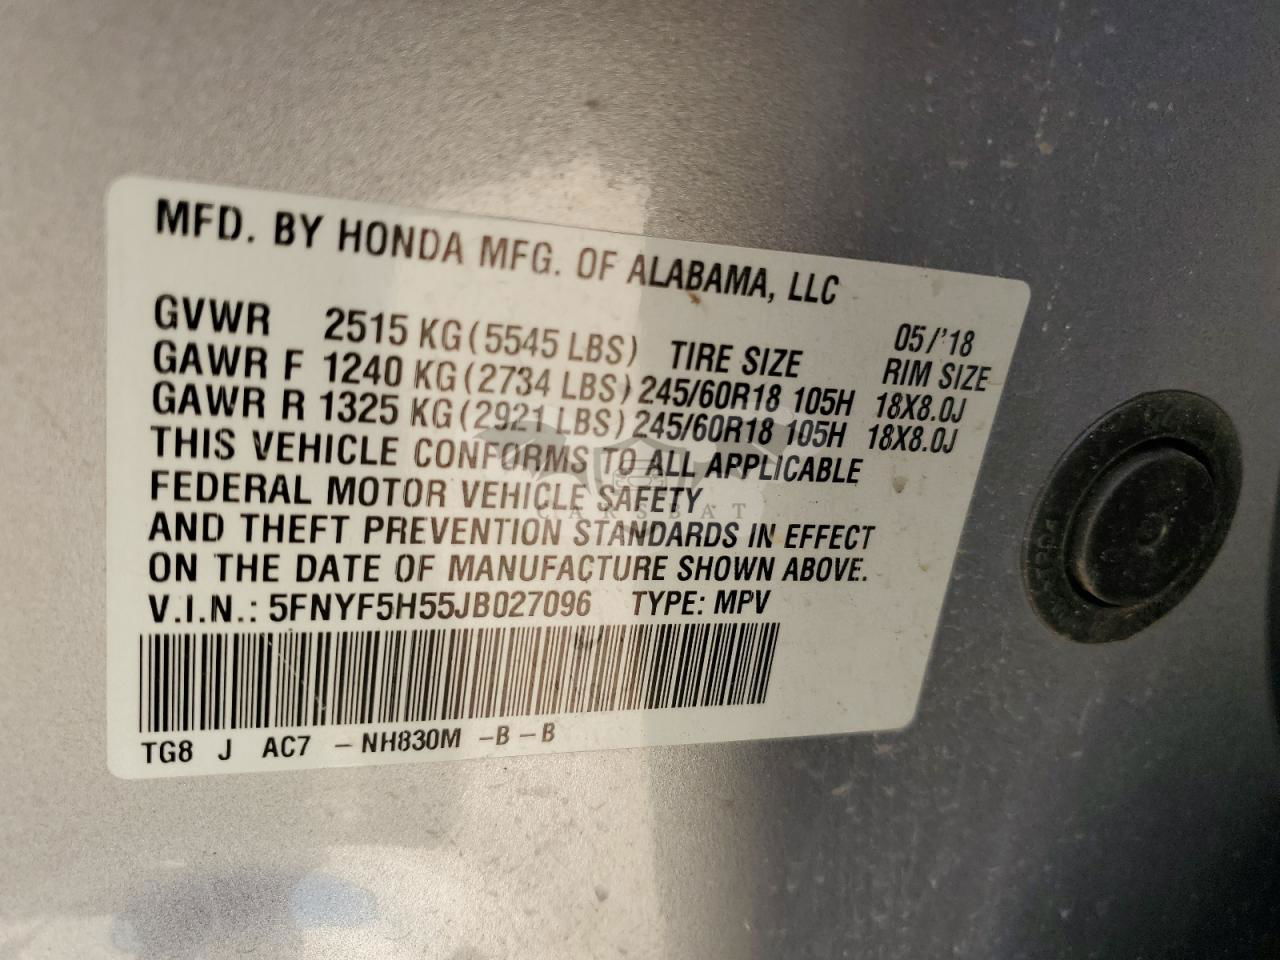 MFD. BY HONDA MFG. OF ALABAMA, LLC
05/'18
GVWR 2515 KG (5545 LBS) TIRE SIZE RIM SIZE
GAWR F 1240 KG (2734 LBS) 245/60R18 105H 18X8.0J
GAWR R 1325 KG (2921 LBS) 245/60R18 105H 18X8.0J
THIS VEHICLE CONFORMS TO ALL APPLICABLE
FEDERAL MOTOR VEHICLE SAFETY
AND THEFT PREVENTION STANDARDS IN EFFECT
ON THE DATE OF MANUFACTURE SHOWN ABOVE.
V.I.N.: 5FNYF5H55JB027096 TYPE: MPV
TG8 J AC7 – NH830M –B –B
CARSBAT